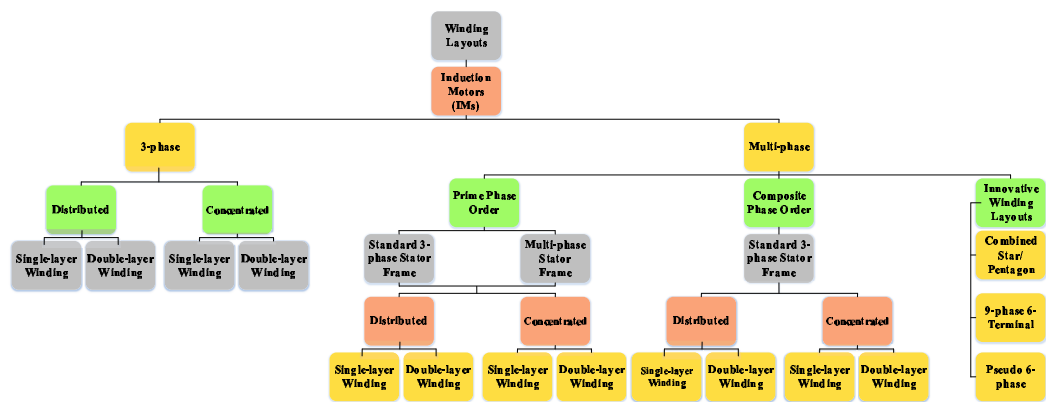 Winding
Layouts
Induction
Motors
(IMs)
3-phase
Multi-phase
Distributed
Concentrated
Single-layer
Winding
Double-layer
Winding
Single-layer
Winding
Double-layer
Winding
Prime Phase
Order
Composite
Phase Order
Innovative
Winding
Layouts
Standard 3-
phase Stator
Frame
Multi-phase
Stator
Frame
Standard 3-
phase Stator
Frame
Combined
Star/
Pentagon
9-phase 6-
Terminal
Pseudo 6-
phase
Distributed
Concentrated
Distributed
Concentrated
Single-layer
Winding
Double-layer
Winding
Single-layer
Winding
Double-layer
Winding
Single-layer
Winding
Double-layer
Winding
Single-layer
Winding
Double-layer
Winding